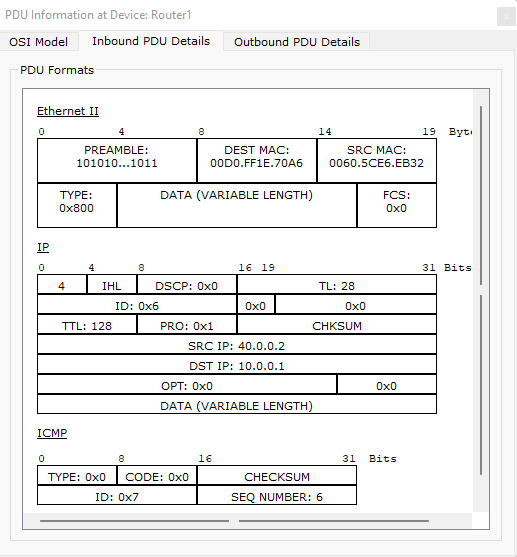 PDU Information at Device: Router1
OSI Model Inbound PDU Details Outbound PDU Details
PDU Formats
Ethernet II
0 4 8 14 19
PREAMBLE: DEST MAC: SRC MAC:
101010...1011 00D0.FF1E.70A6 0060.5CE6.EB32
TYPE: DATA (VARIABLE LENGTH) FCS:
0x800 0x0
IP
0 4 8 16 19 31 Bits
4 IHL DSCP: 0x0 TL: 28
ID: 0x6 0x0 0x0
TTL: 128 PRO: 0x1 CHKSUM
SRC IP: 40.0.0.2
DST IP: 10.0.0.1
OPT: 0x0 0x0
DATA (VARIABLE LENGTH)
ICMP
0 8 16 31 Bits
TYPE: 0x0 CODE: 0x0 CHECKSUM
ID: 0x7 SEQ NUMBER: 6